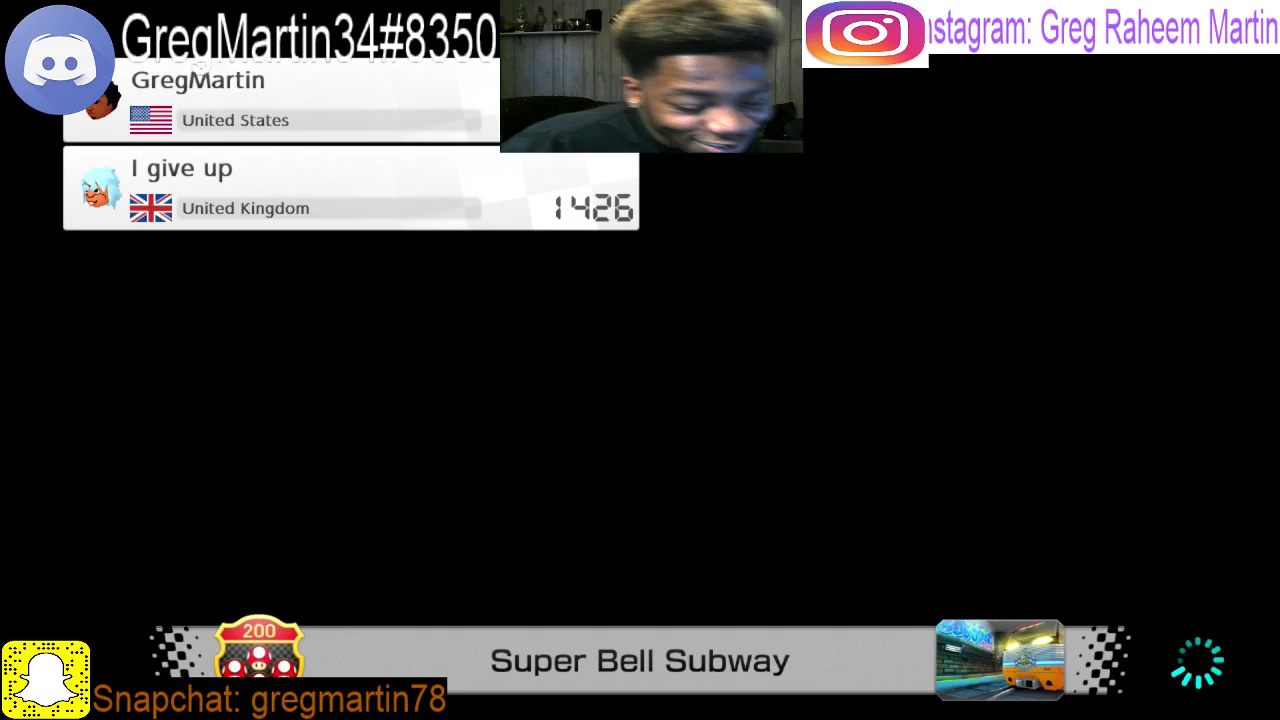 GregMartin34#8350
nstagram: Greg Raheem Martin
GregMartin
United States
I give up
United Kingdom
1426
200
Super Bell Subway
Snapchat: gregmartin78